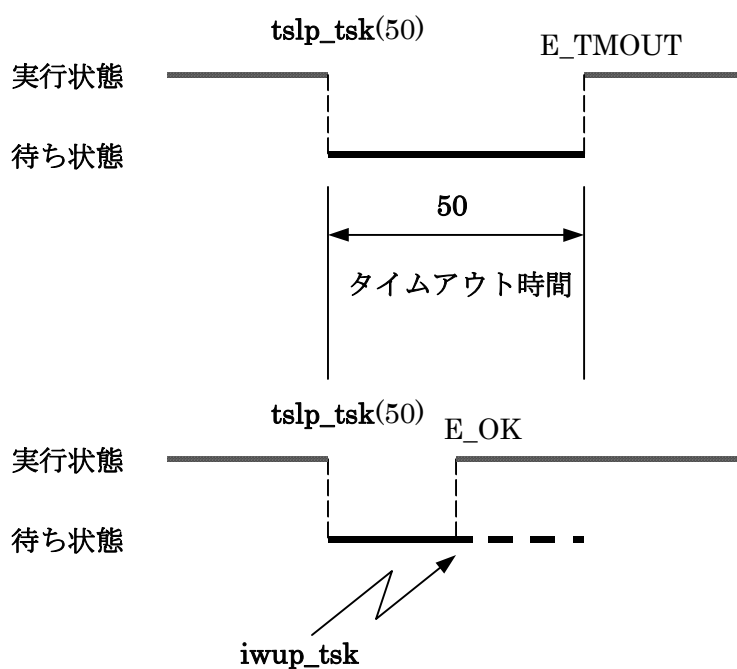 tslp_tsk(50)
E_TMOUT
実行状態
待ち状態
50
タイムアウト時間
tslp_tsk(50)
E_OK
実行状態
待ち状態
iwup_tsk